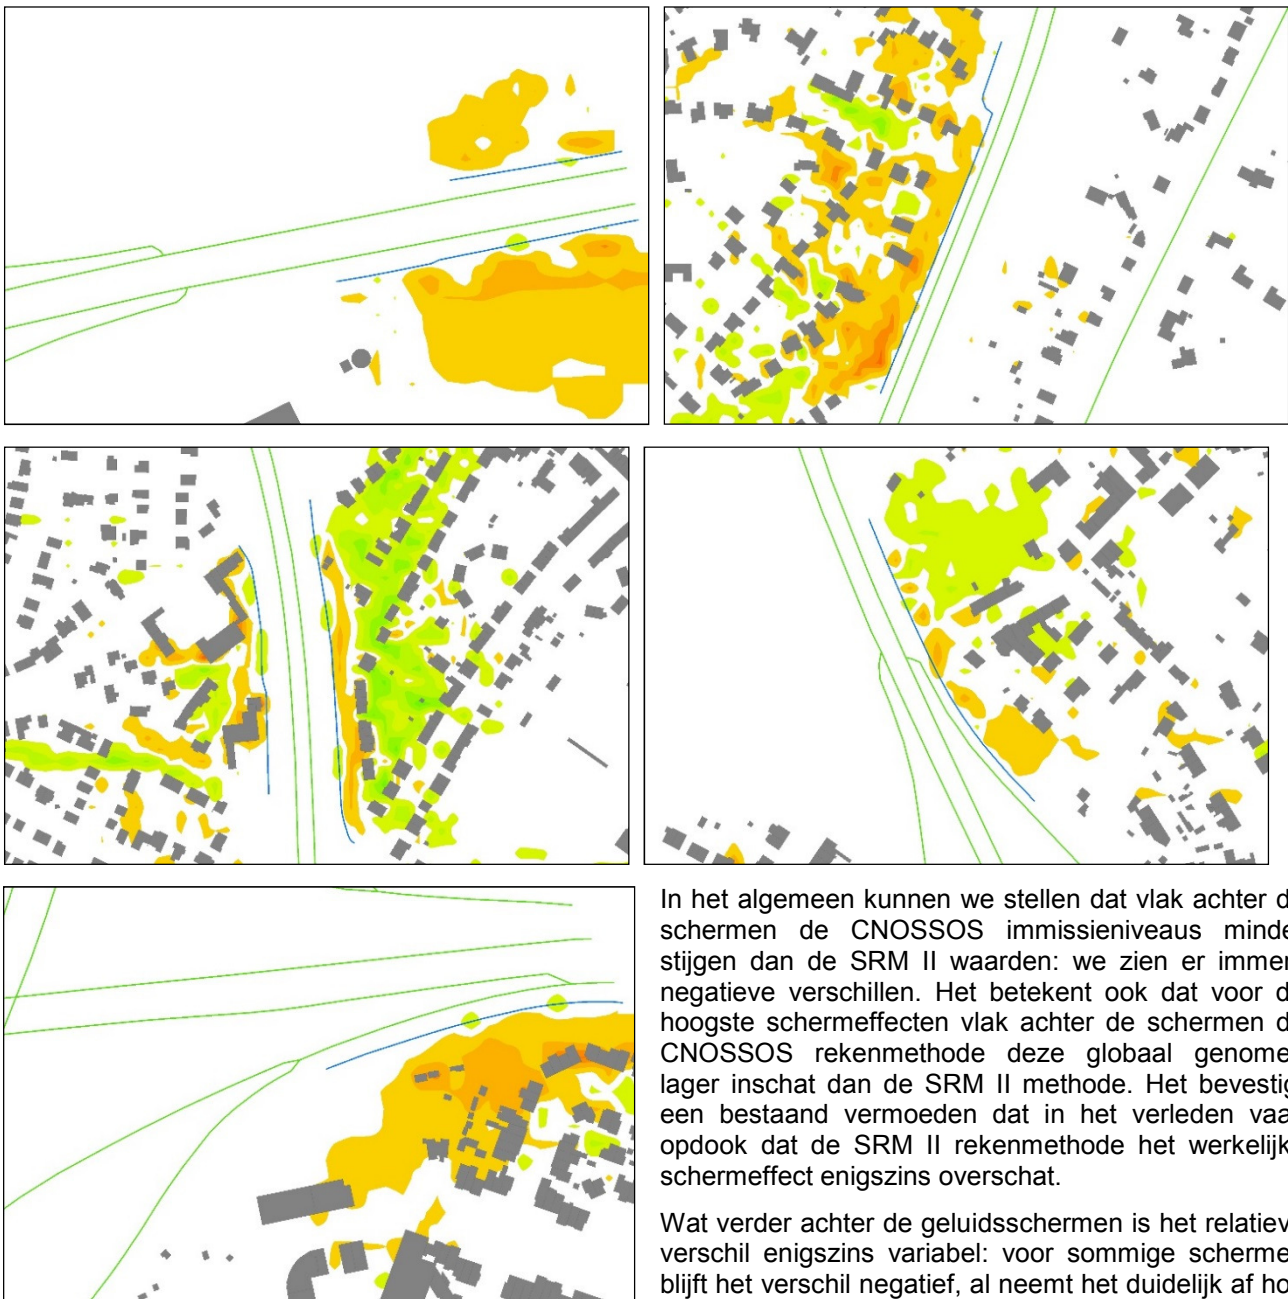 In het algemeen kunnen we stellen dat vlak achter d
schermen de CNOSSOS immissieniveaus minde
stijgen dan de SRM II waarden: we zien er immer
negatieve verschillen. Het betekent ook dat voor d
hoogste schermeffecten vlak achter de schermen d
CNOSSOS rekenmethode deze globaal genome
lager inschat dan de SRM II methode. Het bevestig
een bestaand vermoeden dat in het verleden vaa
opdook dat de SRM II rekenmethode het werkelijk
schermeffect enigszins overschat.
Wat verder achter de geluidsschermen is het relatiev
verschil enigszins variabel: voor sommige scherme
blijft het verschil negatief, al neemt het duidelijk af ho